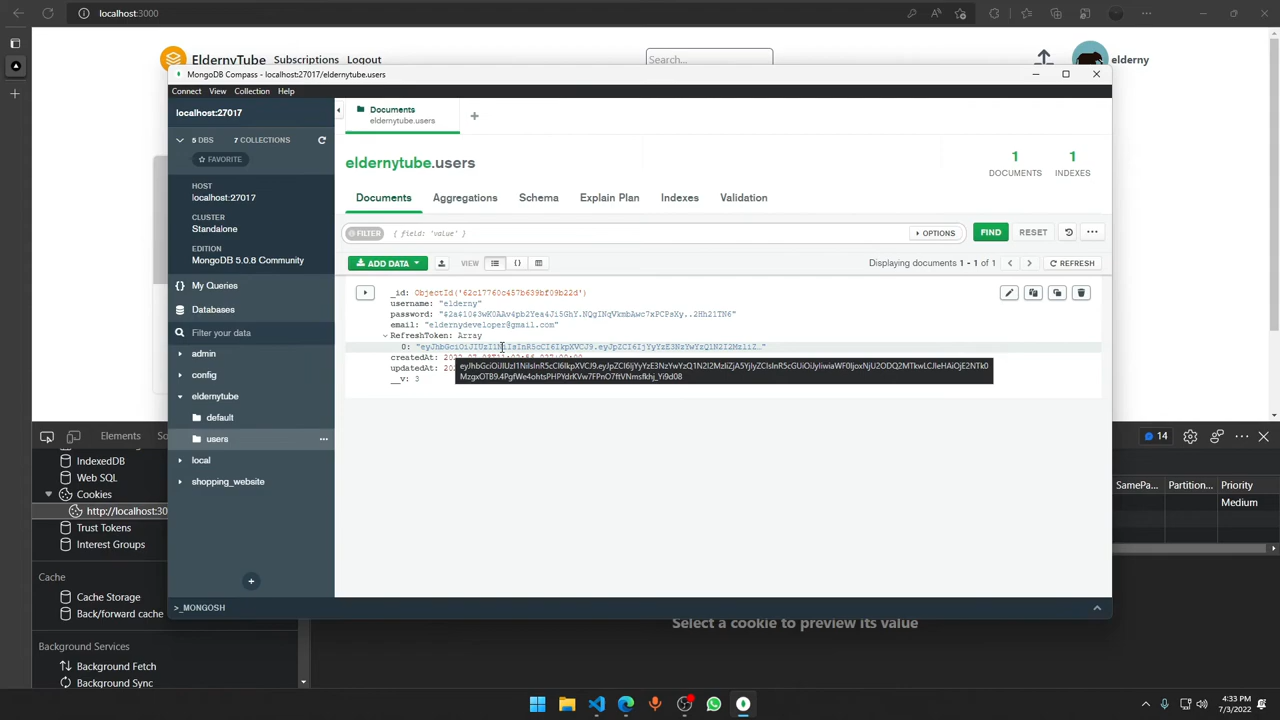 localhost:3000
EldernyTube Subscriptions Logout
Search...
elderny
MongoDB Compass - localhost:27017/eldernytube.users
Connect View Collection Help
localhost:27017
5 DBS 7 COLLECTIONS
FAVORITE
HOST
localhost:27017
CLUSTER
Standalone
EDITION
MongoDB 5.0.8 Community
My Queries
Databases
Filter your data
admin
config
eldernytube
default
users
local
shopping_website
>_MONGOSH
Documents
eldernytube.users
eldernytube.users
1
DOCUMENTS
1
INDEXES
Documents Aggregations Schema Explain Plan Indexes Validation
FILTER { field: 'value' } OPTIONS FIND RESET
ADD DATA VIEW Displaying documents 1 - 1 of 1 REFRESH
_id:
username: "elderny"
password:
email: "eldernydeveloper@gmail.com"
RefreshToken: Array
0:
createdAt:
updatedAt:
__v: 3
14
Elements
IndexedDB
Web SQL
Cookies
http://localhost:30
Trust Tokens
Interest Groups
Cache
Cache Storage
Back/forward cache
Background Services
Background Fetch
Background Sync
SamePa... Partition... Priority
Medium
Select a cookie to preview its value
4:33 PM
7/3/2022